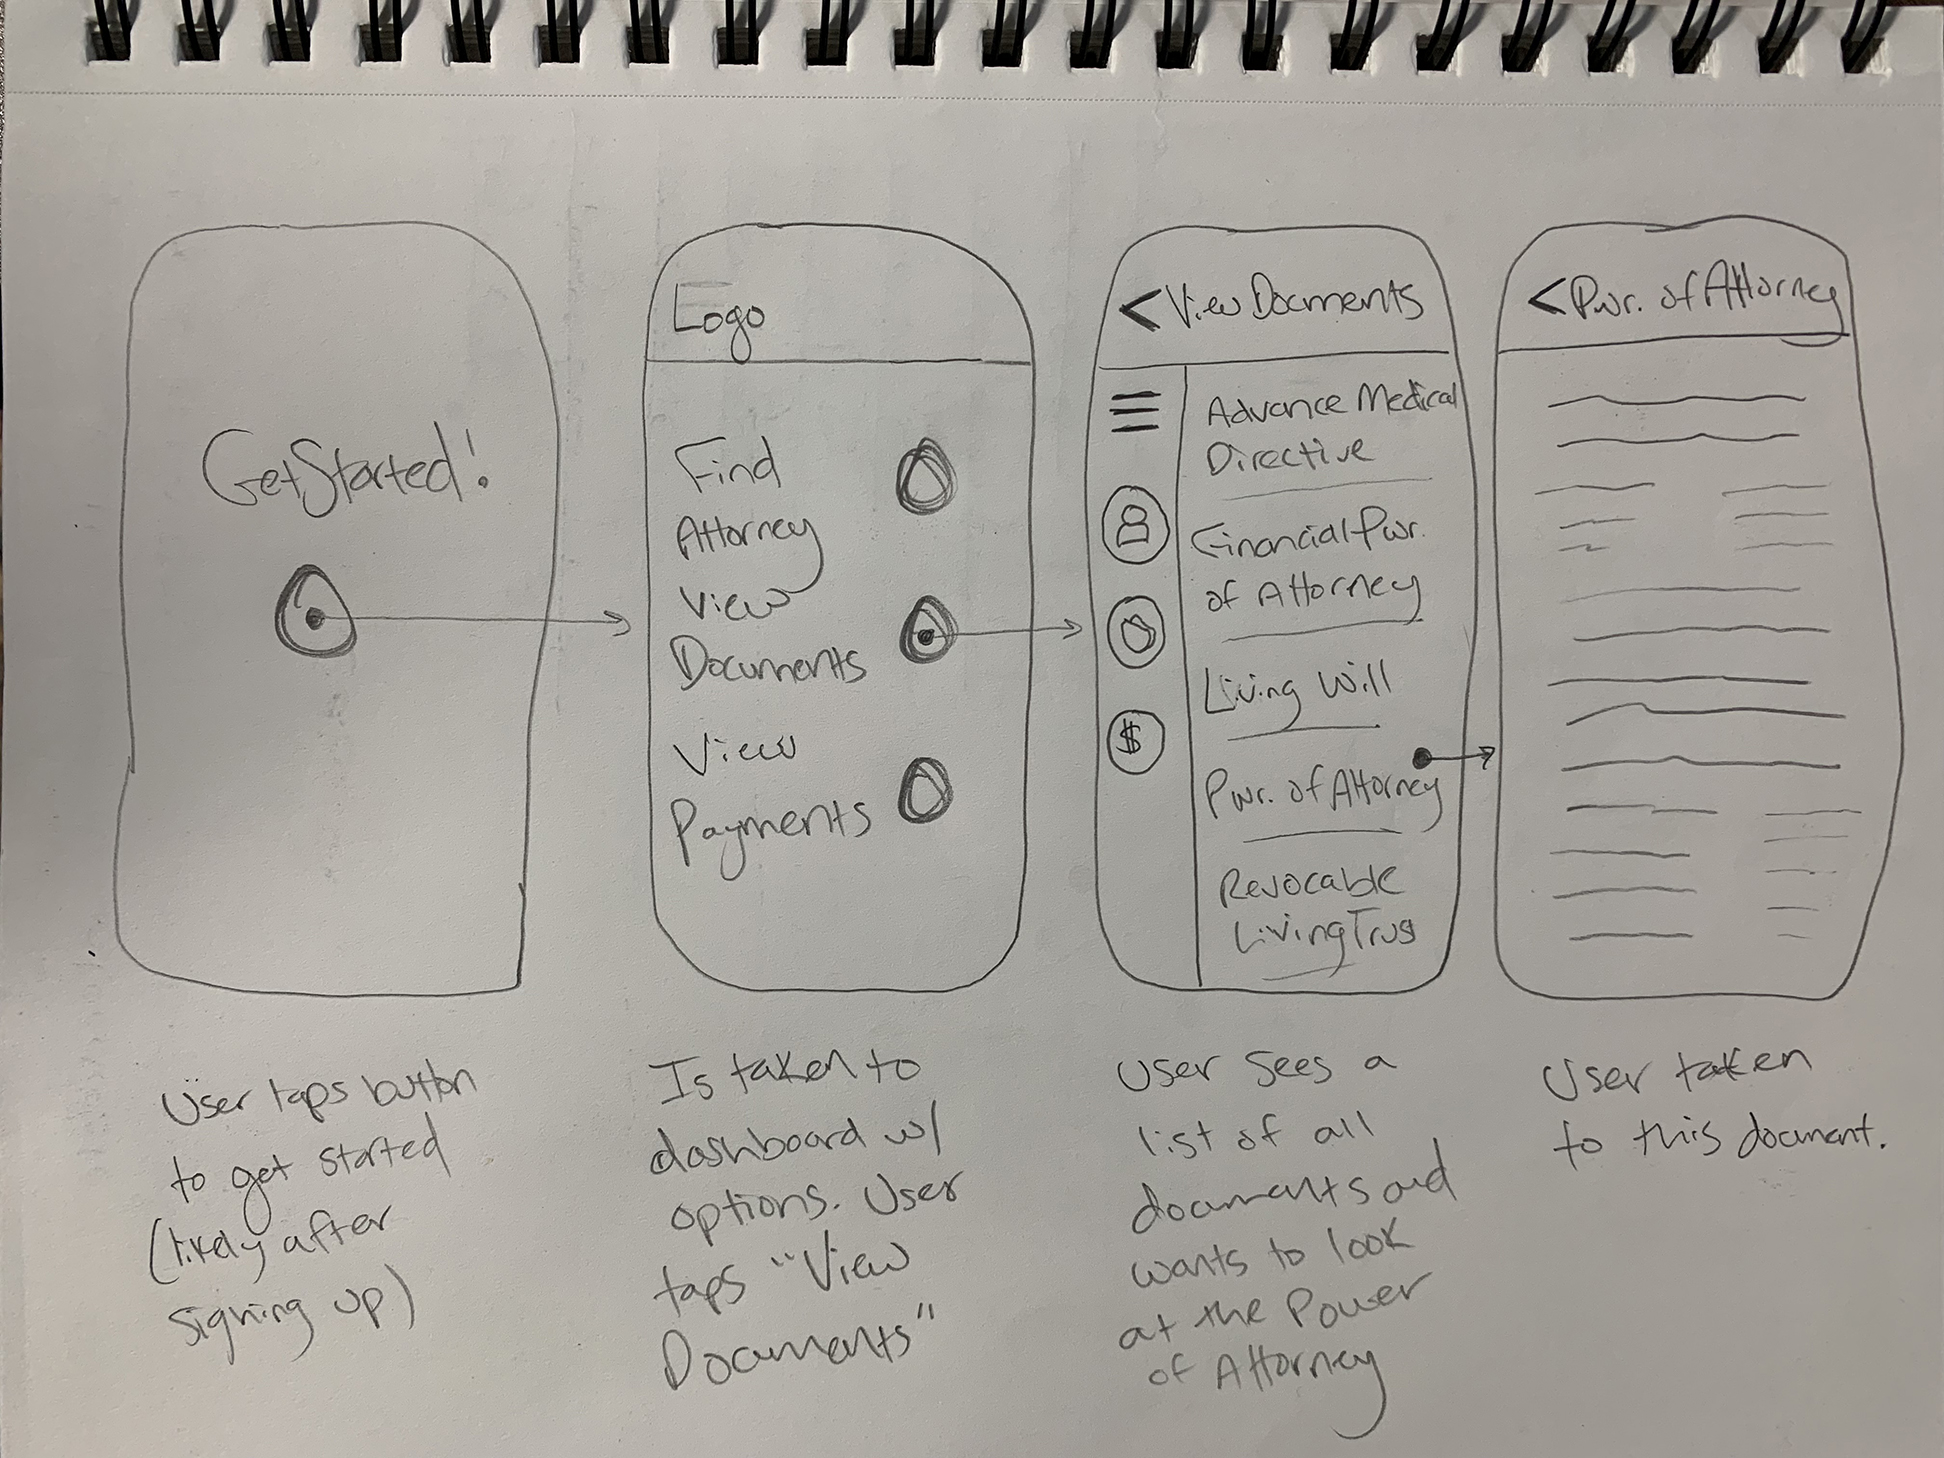 Get Started!
Logo
Find
Attorney
View
Documents
View
Payments
< View Documents
Advance Medical
Directive
Financial Pwr.
of Attorney
Living Will
$
Pwr. of Attorney
Revocable
Living Trust
< Pwr. of Attorney
User taps button
to get started
(likely after
signing up)
Is taken to
dashboard w/
options. User
taps "View
Documents"
User sees a
list of all
documents and
wants to look
at the Power
of Attorney
User taken
to this document.